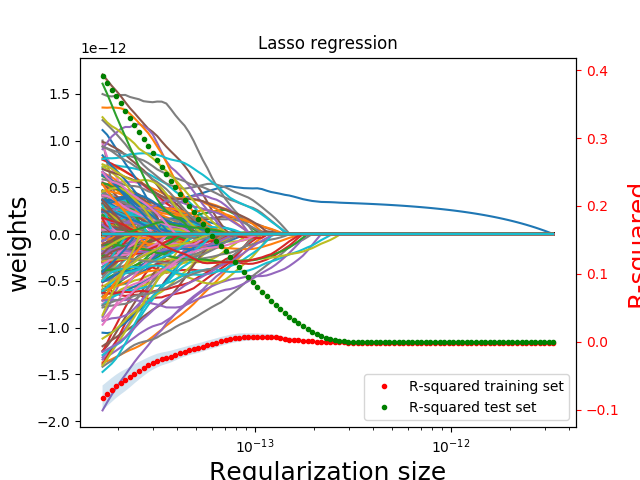 Lasso regression
1e−12
1.5
1.0
0.5
0.0
−0.5
−1.0
−1.5
−2.0
weights
0.4
0.3
0.2
0.1
0.0
−0.1
R-squared
R-squared training set
R-squared test set
10−13
10−12
Regularization size